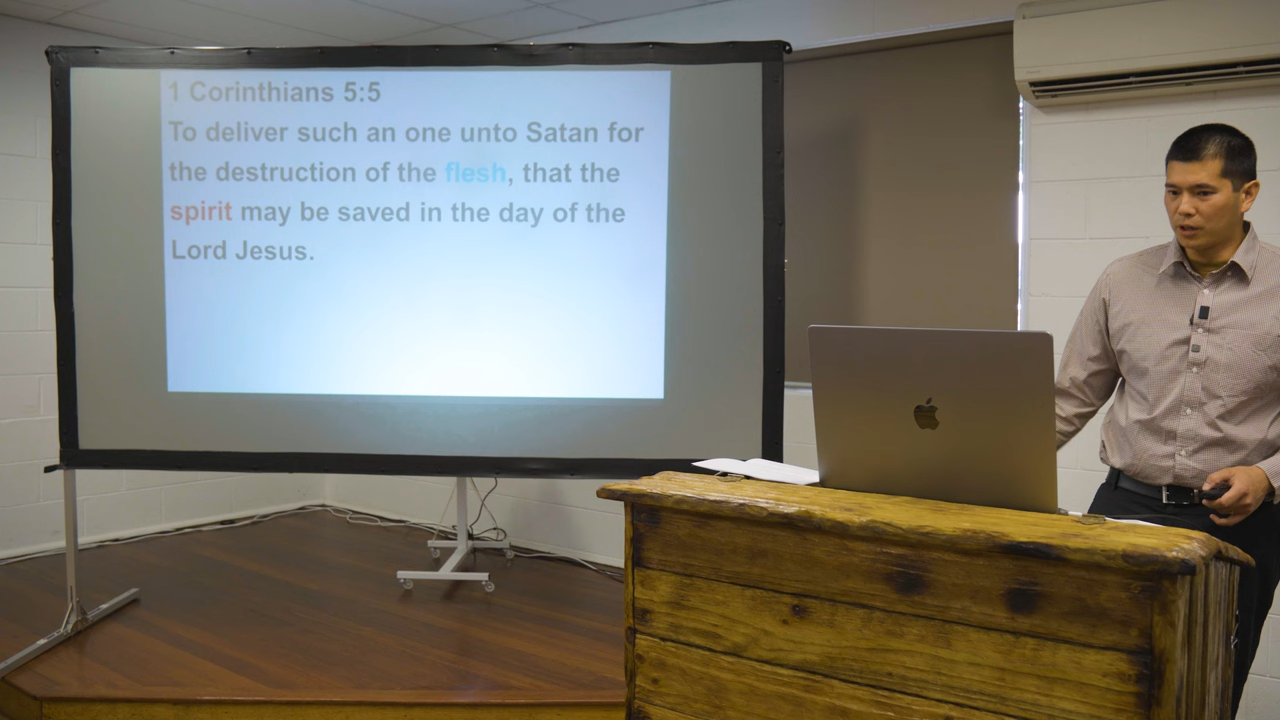 1 Corinthians 5:5
To deliver such an one unto Satan for
the destruction of the flesh, that the
spirit may be saved in the day of the
Lord Jesus.